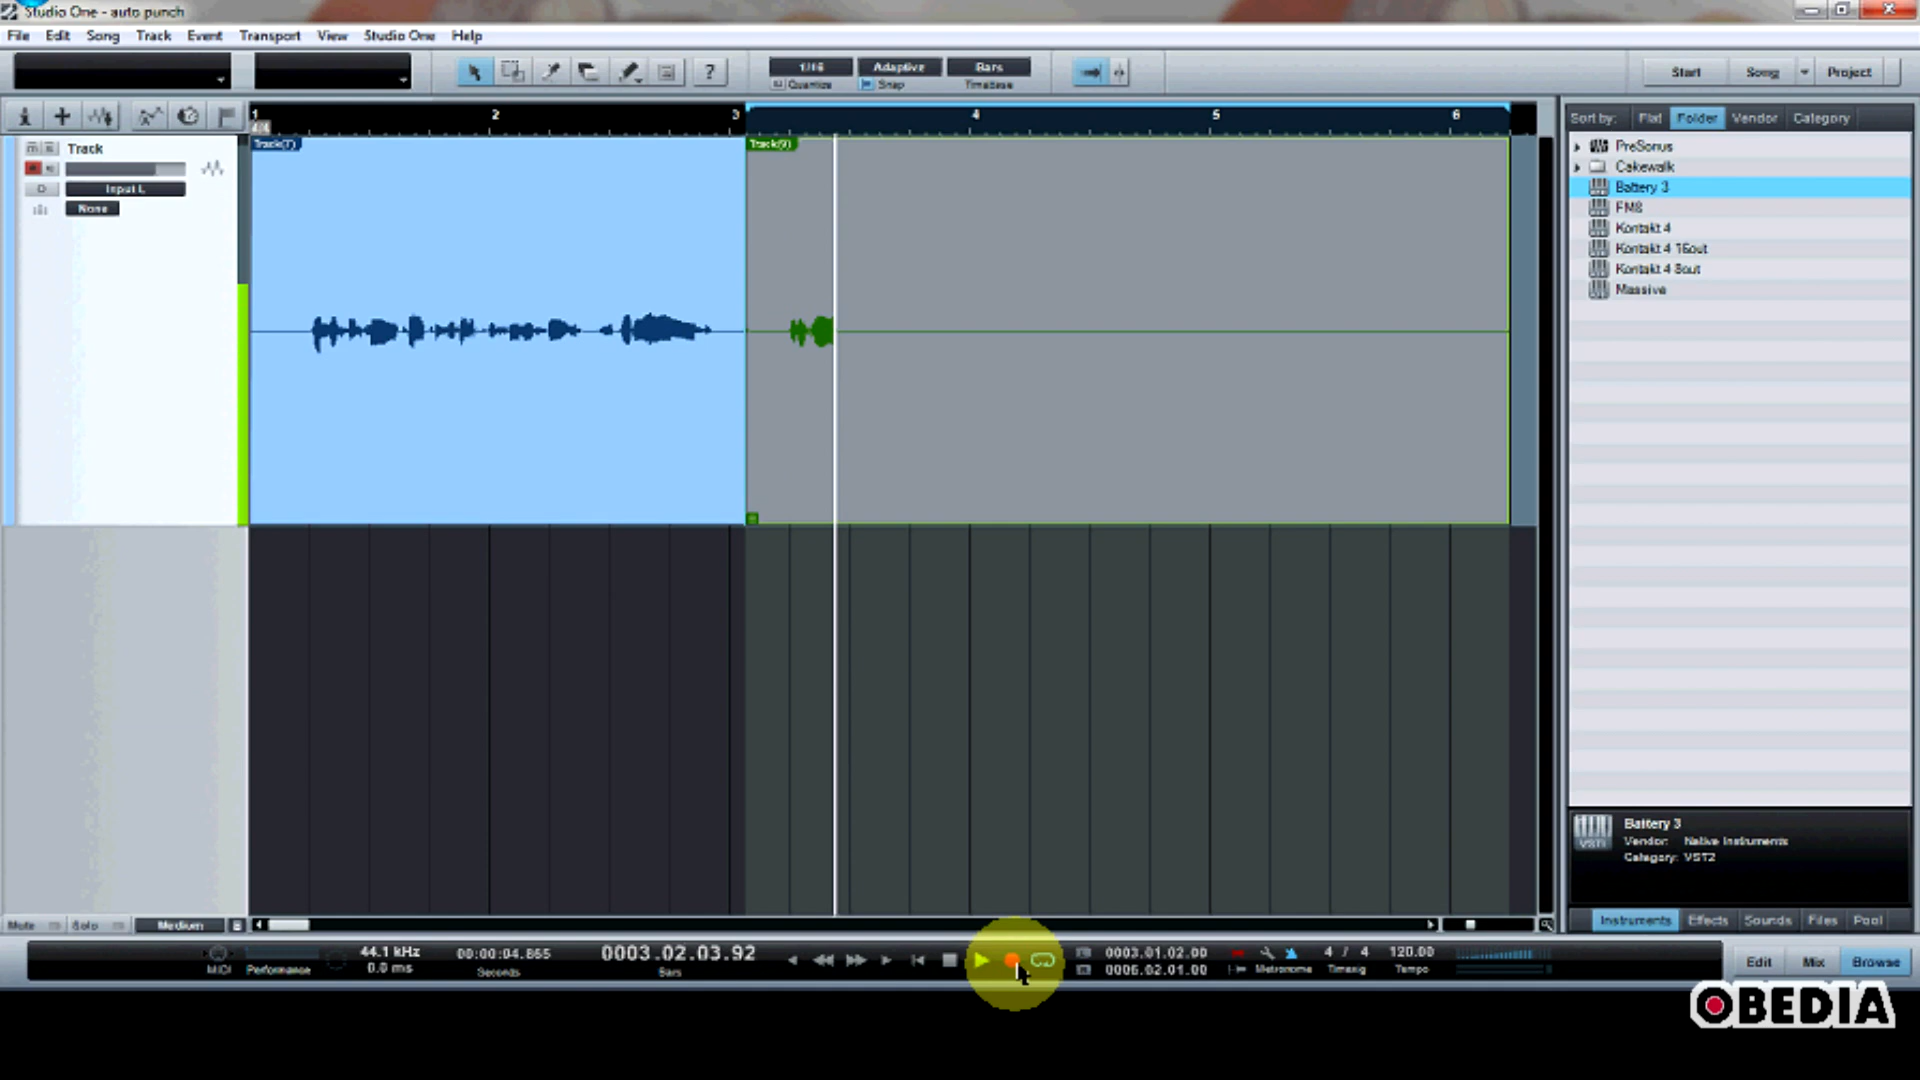 Studio One - auto punch
File Edit Song Track Event Transport View Studio One Help
1/16 Adaptive Bars
Quantize Snap Timebase
Start Song Project
1 2 3 4 5 6
4/4
Sort by: Flat Folder Vendor Category
Track
Track(7)
Track(9)
Input L
None
PreSonus
Cakewalk
Battery 3
FM8
Kontakt 4
Kontakt 4 16out
Kontakt 4 8out
Massive
Battery 3
Vendor: Native Instruments
Category: VST2
VSTi
Instruments Effects Sounds Files Pool
Mute Solo Medium
MIDI Performance
44.1 kHz
0.0 ms
00:00:04.865
Seconds
0003.02.03.92
Bars
0003.01.02.00
0006.02.01.00
Metronome
4 / 4
Timing
120.00
Tempo
Edit Mix Browse
OBEDIA